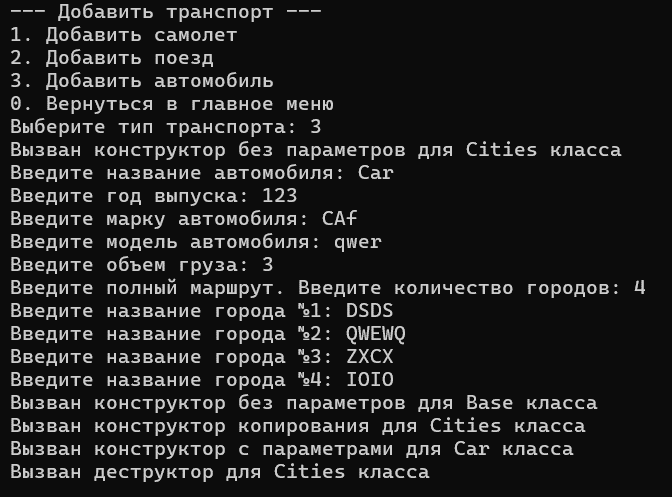 --- Добавить транспорт ---
1. Добавить самолет
2. Добавить поезд
3. Добавить автомобиль
0. Вернуться в главное меню
Выберите тип транспорта: 3
Вызван конструктор без параметров для Cities класса
Введите название автомобиля: Car
Введите год выпуска: 123
Введите марку автомобиля: CAf
Введите модель автомобиля: qwer
Введите объем груза: 3
Введите полный маршрут. Введите количество городов: 4
Введите название города №1: DSDS
Введите название города №2: QWEWQ
Введите название города №3: ZXCX
Введите название города №4: IOIO
Вызван конструктор без параметров для Base класса
Вызван конструктор копирования для Cities класса
Вызван конструктор с параметрами для Car класса
Вызван деструктор для Cities класса